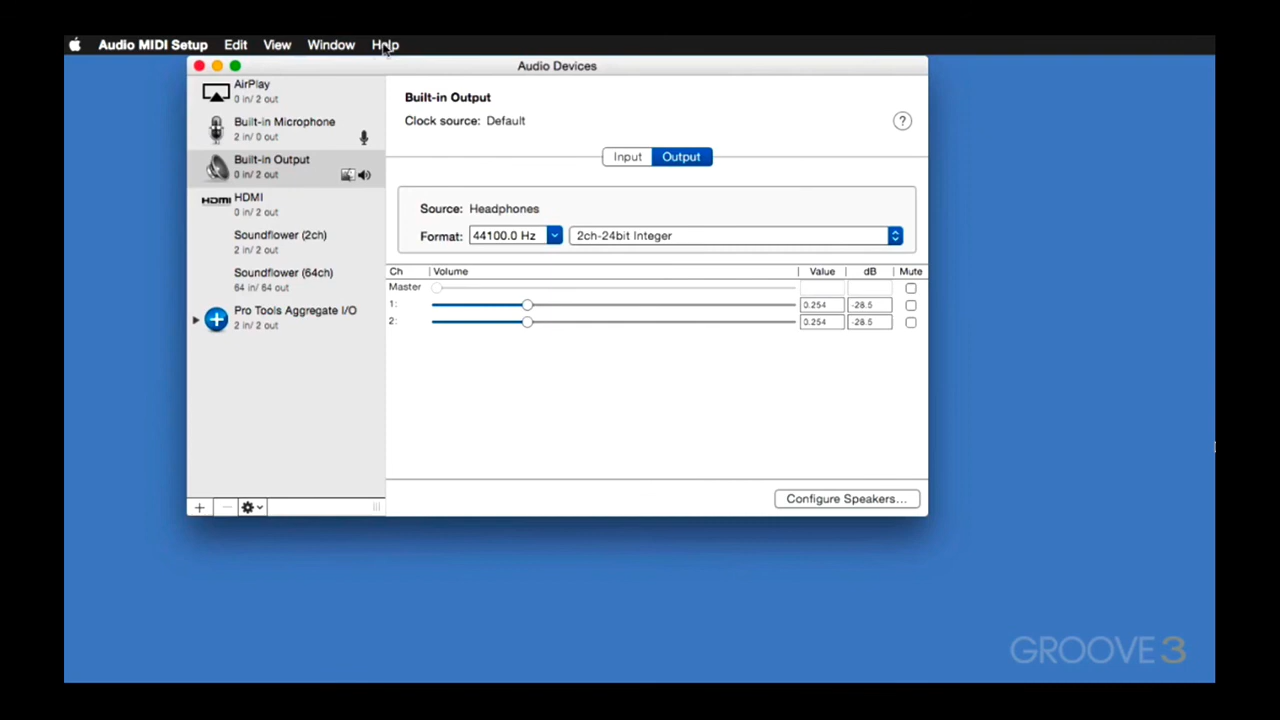 Audio MIDI Setup Edit View Window Help
Audio Devices
AirPlay
0 in/ 2 out
Built-in Microphone
2 in/ 0 out
Built-in Output
0 in/ 2 out
HDMI HDMI
0 in/ 2 out
Soundflower (2ch)
2 in/ 2 out
Soundflower (64ch)
64 in/ 64 out
Pro Tools Aggregate I/O
2 in/ 2 out
Built-in Output
Clock source: Default
?
Input Output
Source: Headphones
Format: 44100.0 Hz 2ch-24bit Integer
Ch Volume Value dB Mute
Master
1: 0.254 -28.5
2: 0.254 -28.5
Configure Speakers...
GROOVE3